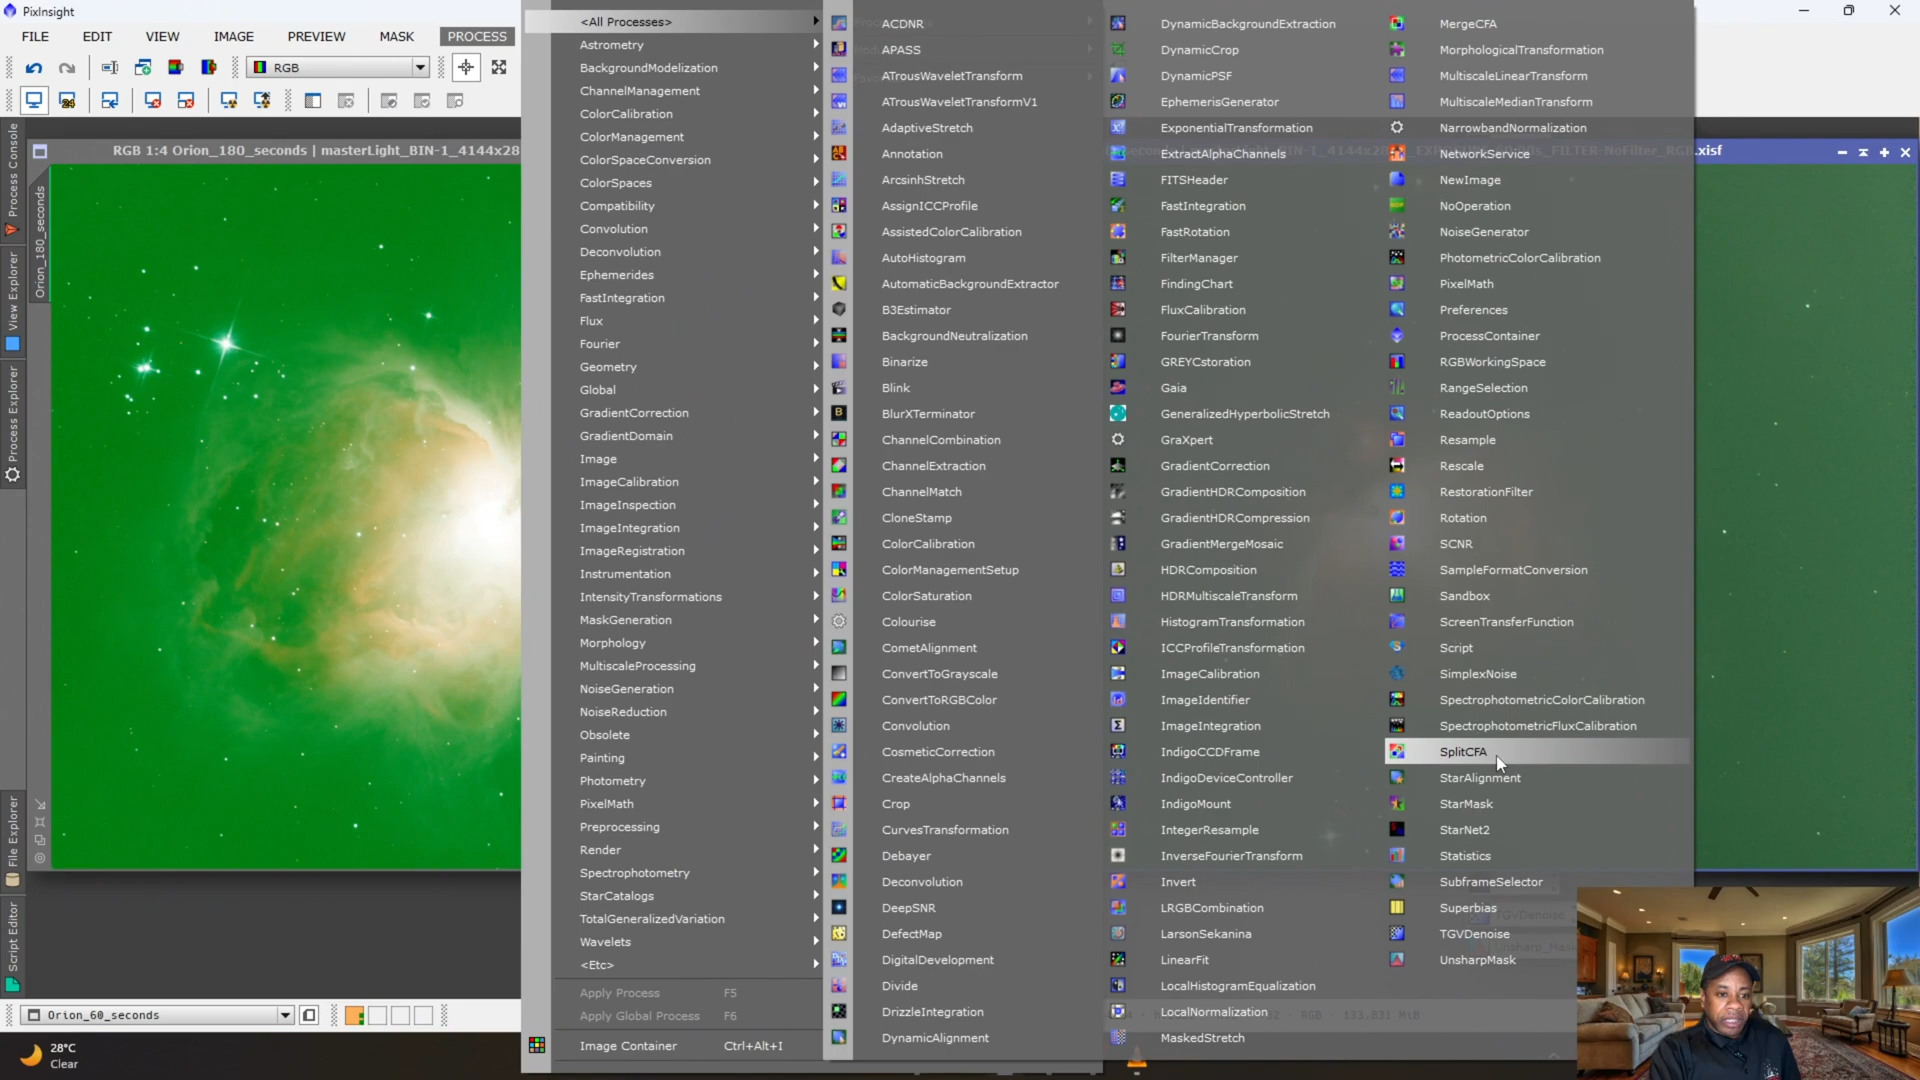 PixInsight
FILE EDIT VIEW IMAGE PREVIEW MASK PROCESS
RGB
24
RGB 1:4 Orion_180_seconds | masterLight_BIN-1_4144x28
.xisf
Process Console
View Explorer
Process Explorer
File Explorer
Script Editor
Orion_180_seconds
<All Processes>
Astrometry
BackgroundModelization
ChannelManagement
ColorCalibration
ColorManagement
ColorSpaceConversion
ColorSpaces
Compatibility
Convolution
Deconvolution
Ephemerides
FastIntegration
Flux
Fourier
Geometry
Global
GradientCorrection
GradientDomain
Image
ImageCalibration
ImageInspection
ImageIntegration
ImageRegistration
Instrumentation
IntensityTransformations
MaskGeneration
Morphology
MultiscaleProcessing
NoiseGeneration
NoiseReduction
Obsolete
Painting
Photometry
PixelMath
Preprocessing
Render
Spectrophotometry
StarCatalogs
TotalGeneralizedVariation
Wavelets
<Etc>
Apply Process F5
Apply Global Process F6
Image Container Ctrl+Alt+I
ACDNR
APASS
ATrousWaveletTransform
ATrousWaveletTransformV1
AdaptiveStretch
Annotation
ArcsinhStretch
AssignICCProfile
AssistedColorCalibration
AutoHistogram
AutomaticBackgroundExtractor
B3Estimator
BackgroundNeutralization
Binarize
Blink
BlurXTerminator
ChannelCombination
ChannelExtraction
ChannelMatch
CloneStamp
ColorCalibration
ColorManagementSetup
ColorSaturation
Colourise
CometAlignment
ConvertToGrayscale
ConvertToRGBColor
Convolution
CosmeticCorrection
CreateAlphaChannels
Crop
CurvesTransformation
Debayer
Deconvolution
DeepSNR
DefectMap
DigitalDevelopment
Divide
DrizzleIntegration
DynamicAlignment
DynamicBackgroundExtraction
DynamicCrop
DynamicPSF
EphemerisGenerator
ExponentialTransformation
ExtractAlphaChannels
FITSHeader
FastIntegration
FastRotation
FilterManager
FindingChart
FluxCalibration
FourierTransform
GREYCstoration
Gaia
GeneralizedHyperbolicStretch
GraXpert
GradientCorrection
GradientHDRComposition
GradientHDRCompression
GradientMergeMosaic
HDRComposition
HDRMultiscaleTransform
HistogramTransformation
ICCProfileTransformation
ImageCalibration
ImageIdentifier
ImageIntegration
IndigoCCDFrame
IndigoDeviceController
IndigoMount
IntegerResample
InverseFourierTransform
Invert
LRGBCombination
LarsonSekanina
LinearFit
LocalHistogramEqualization
LocalNormalization
MaskedStretch
MergeCFA
MorphologicalTransformation
MultiscaleLinearTransform
MultiscaleMedianTransform
NarrowbandNormalization
NetworkService
NewImage
NoOperation
NoiseGenerator
PhotometricColorCalibration
PixelMath
Preferences
ProcessContainer
RGBWorkingSpace
RangeSelection
ReadoutOptions
Resample
Rescale
RestorationFilter
Rotation
SCNR
SampleFormatConversion
Sandbox
ScreenTransferFunction
Script
SimplexNoise
SpectrophotometricColorCalibration
SpectrophotometricFluxCalibration
SplitCFA
StarAlignment
StarMask
StarNet2
Statistics
SubframeSelector
Superbias
TGVDenoise
UnsharpMask
Orion_60_seconds
28°C
Clear